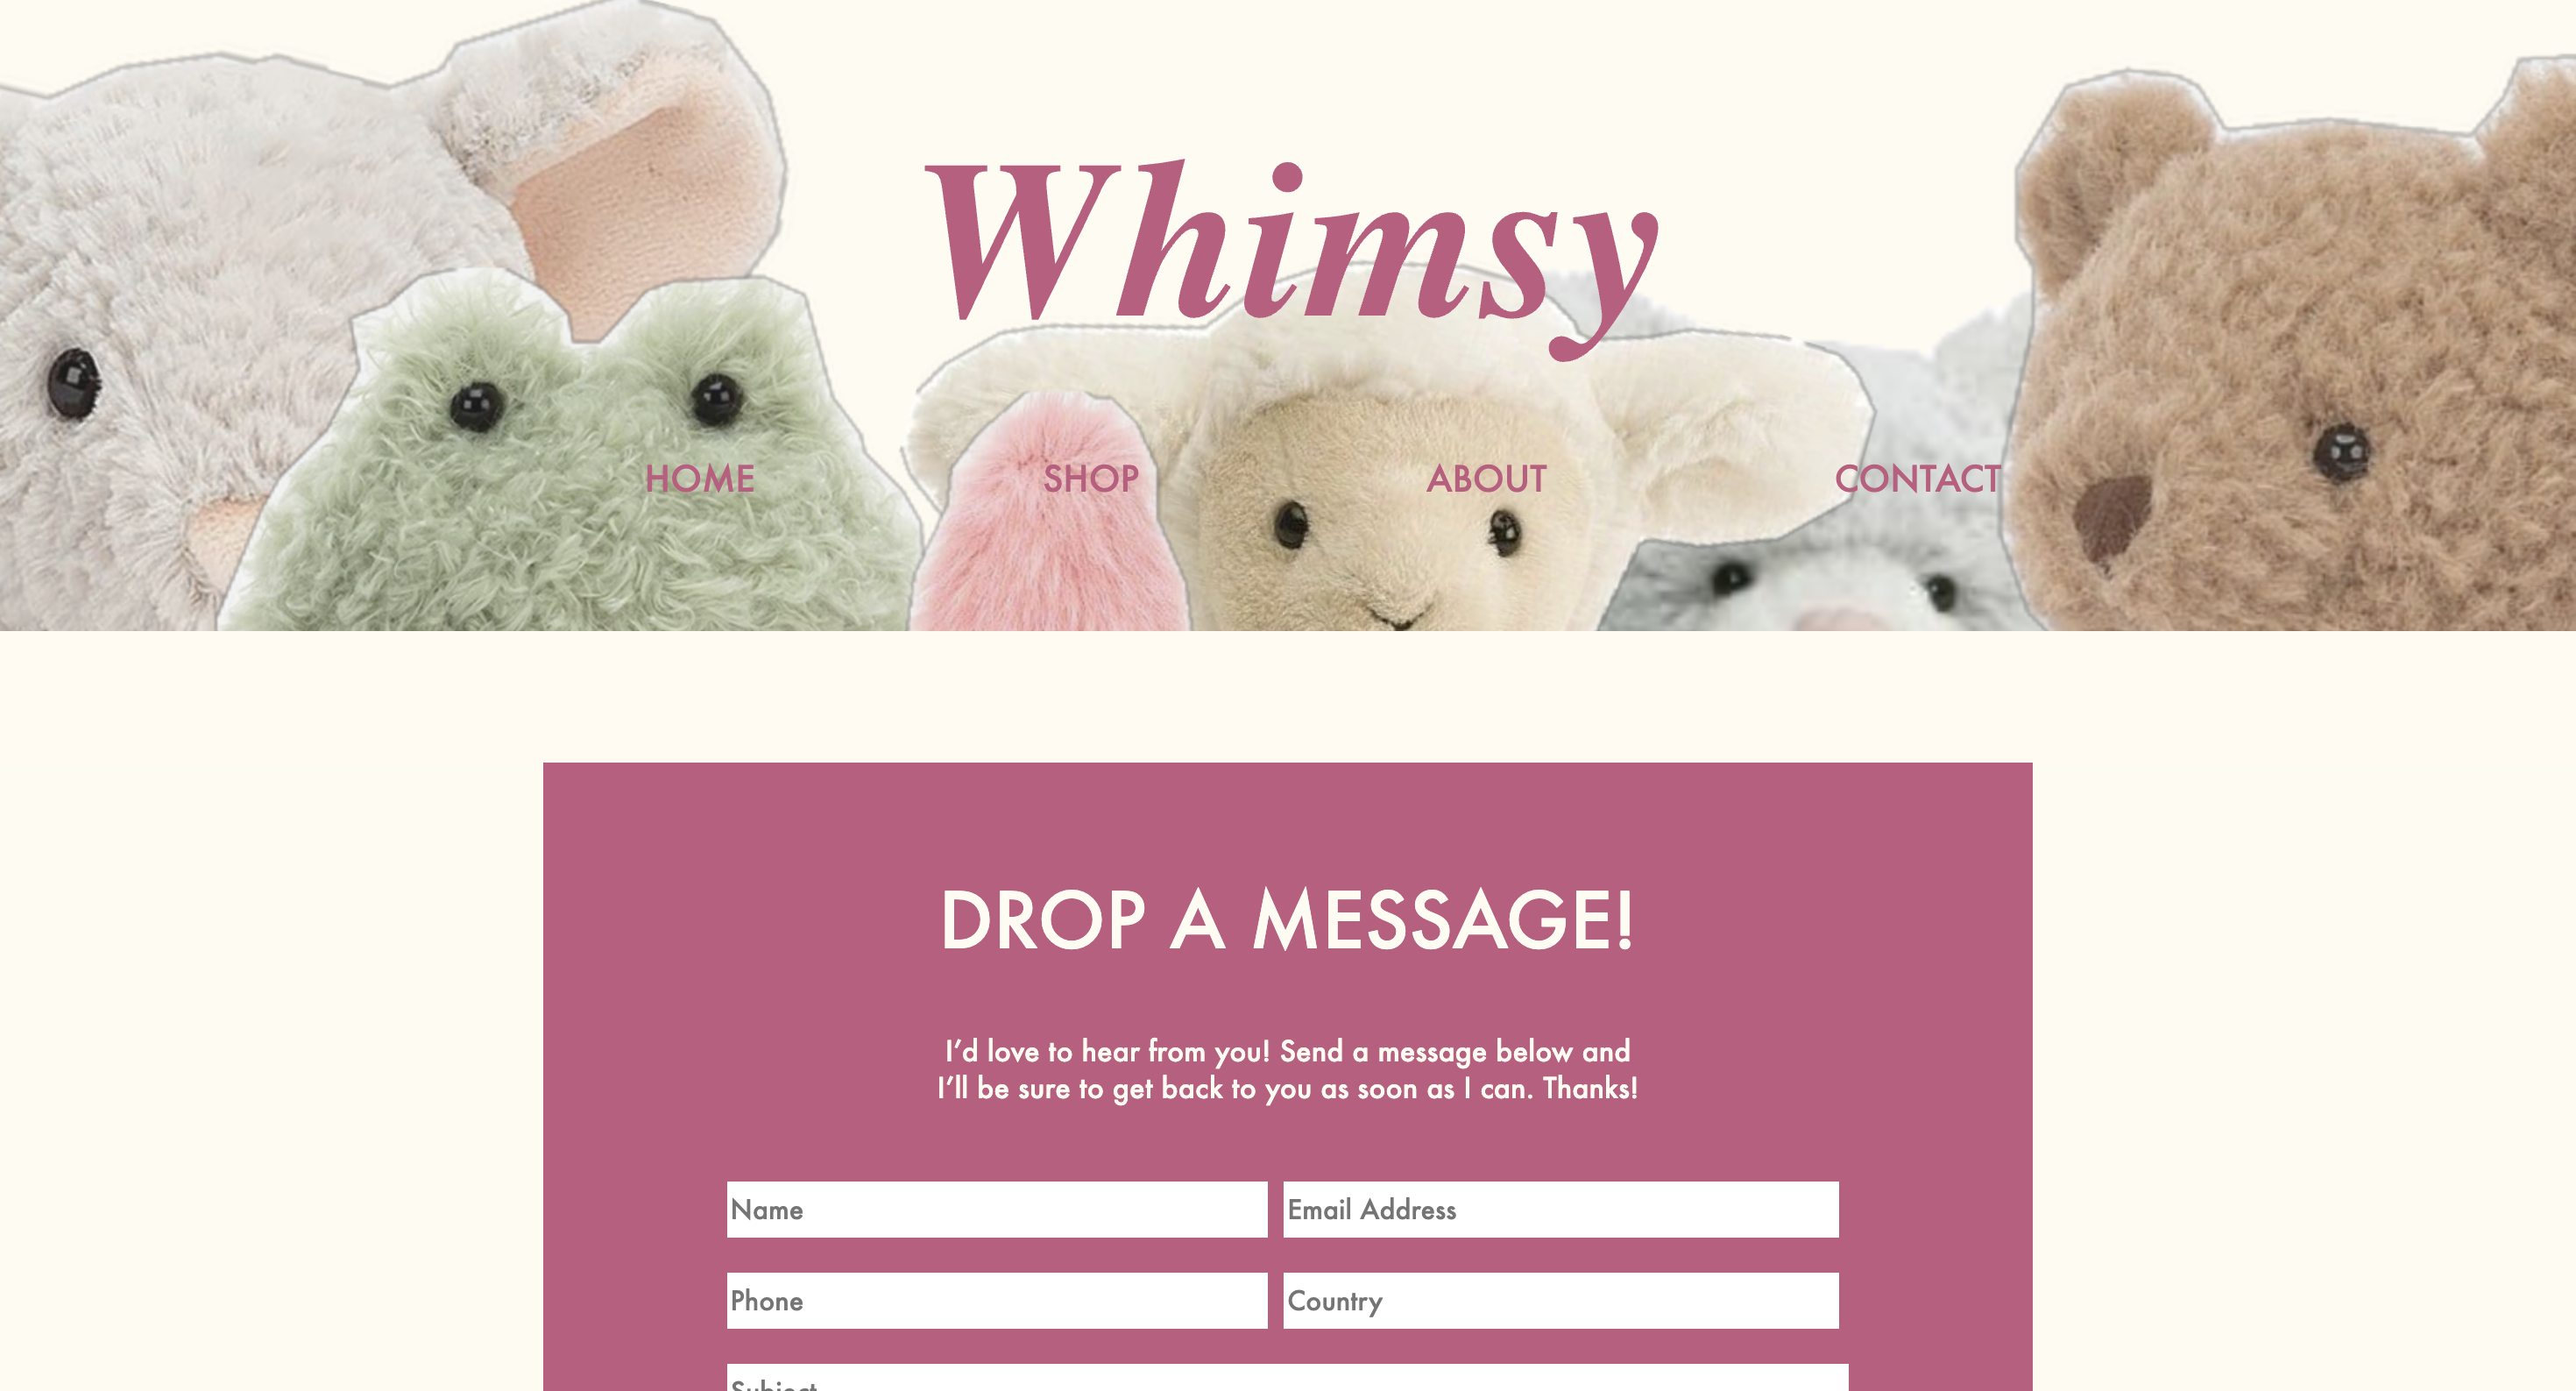 Whimsy
HOME SHOP ABOUT CONTACT
DROP A MESSAGE!
I’d love to hear from you! Send a message below and
I’ll be sure to get back to you as soon as I can. Thanks!
Name Email Address
Phone Country
Subject